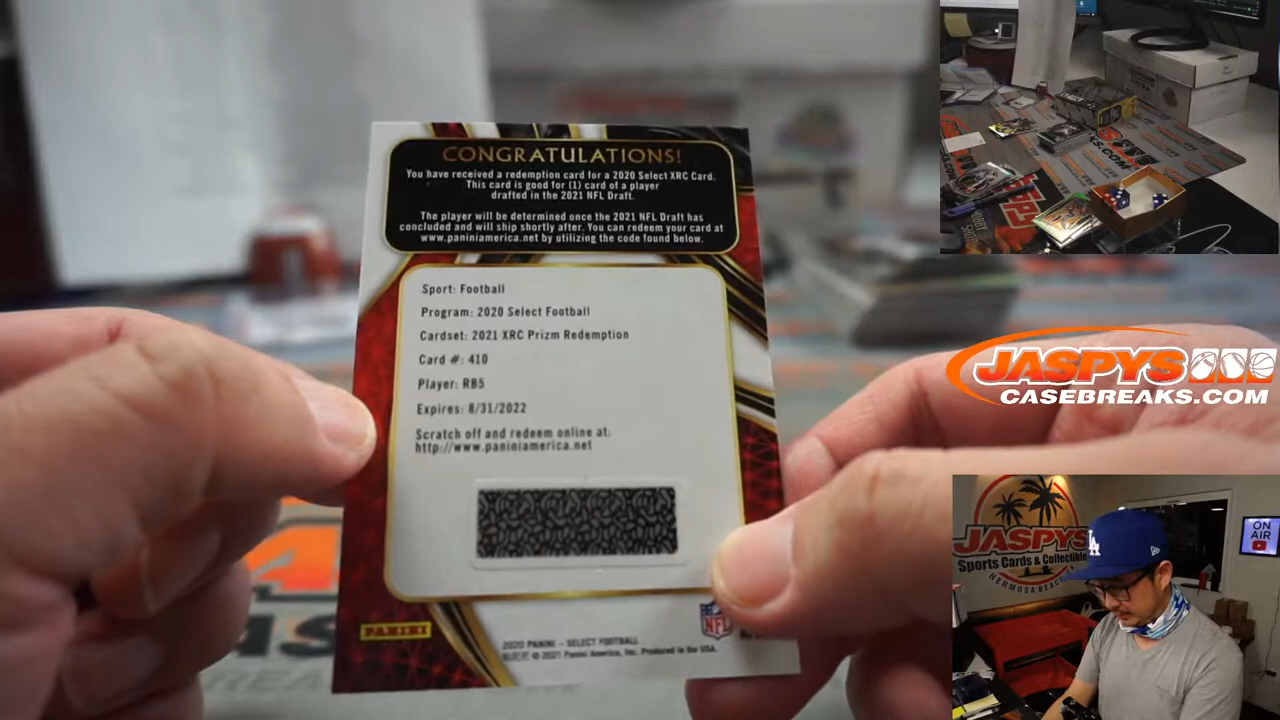 CONGRATULATIONS!
You have received a redemption card for a 2020 Select XRC Card.
This card is good for (1) card of a player
drafted in the 2021 NFL Draft.
The player will be determined once the 2021 NFL Draft has
concluded and will ship shortly after. You can redeem your card at
www.paniniamerica.net by utilizing the code found below.
Sport: Football
Program: 2020 Select Football
Cardset: 2021 XRC Prizm Redemption
Card #: 410
Player: RB5
Expires: 8/31/2022
Scratch off and redeem online at:
http://www.paniniamerica.net
PANINI
NFL
2020 PANINI – SELECT FOOTBALL
© 2021 Panini America, Inc. Produced in the USA.
JASPYS
CASEBREAKS.COM
JASPYS
Sports Cards & Collectibles
HERMOSA BEACH
ON
AIR
LA